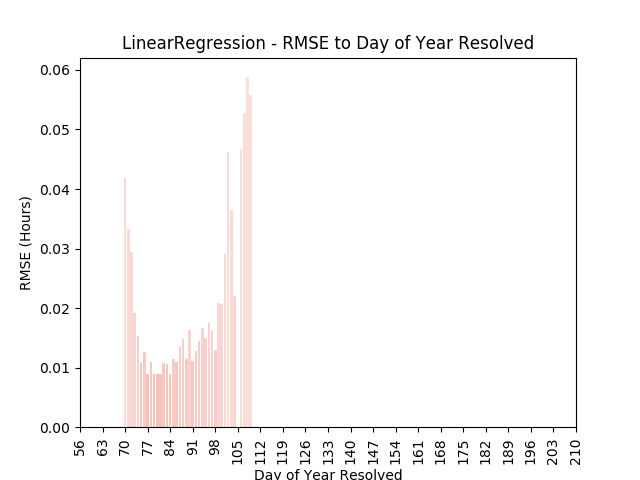 LinearRegression - RMSE to Day of Year Resolved
0.06
0.05
0.04
0.03
0.02
0.01
0.00
RMSE (Hours)
56 63 70 77 84 91 98 105 112 119 126 133 140 147 154 161 168 175 182 189 196 203 210
Day of Year Resolved